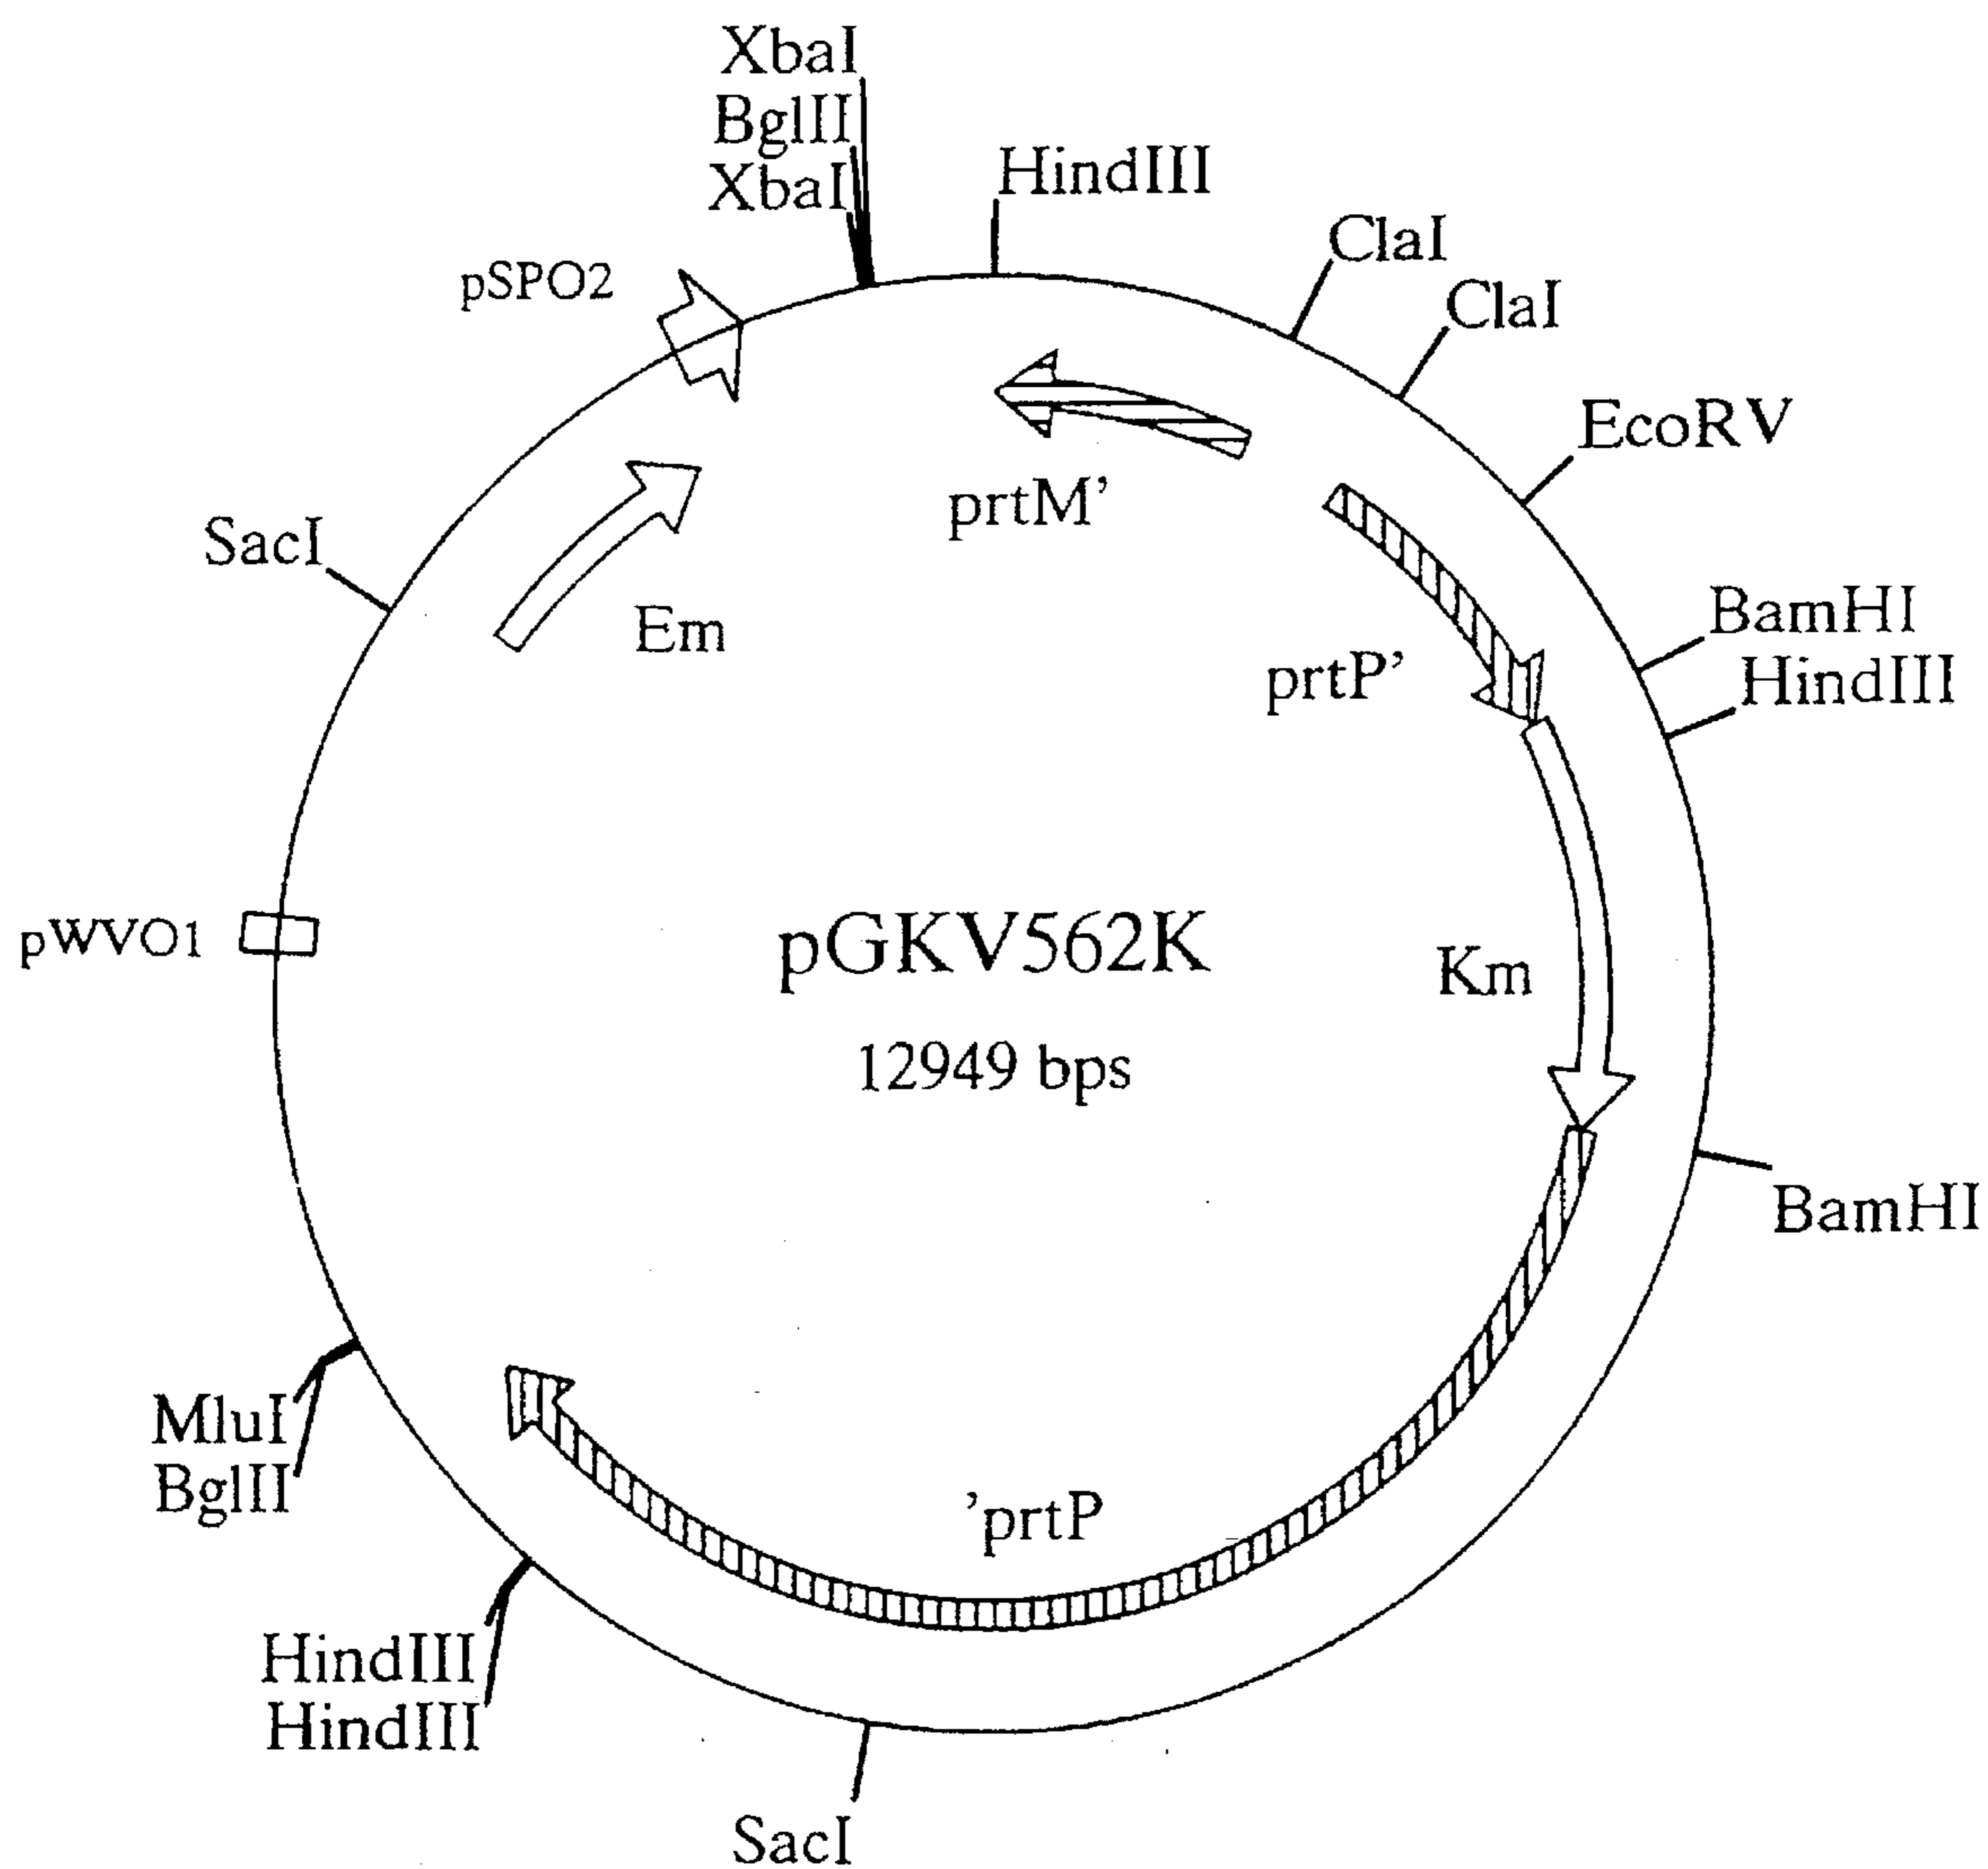 XbaI
BglII
XbaI
HindIII
ClaI
ClaI
pSPO2
EcoRV
prtM’
SacI
Em
BamHI
HindIII
prtP’
pWVO1
pGKV562K
Km
12949 bps
BamHI
MluI
BglII
’prtP
HindIII
HindIII
SacI